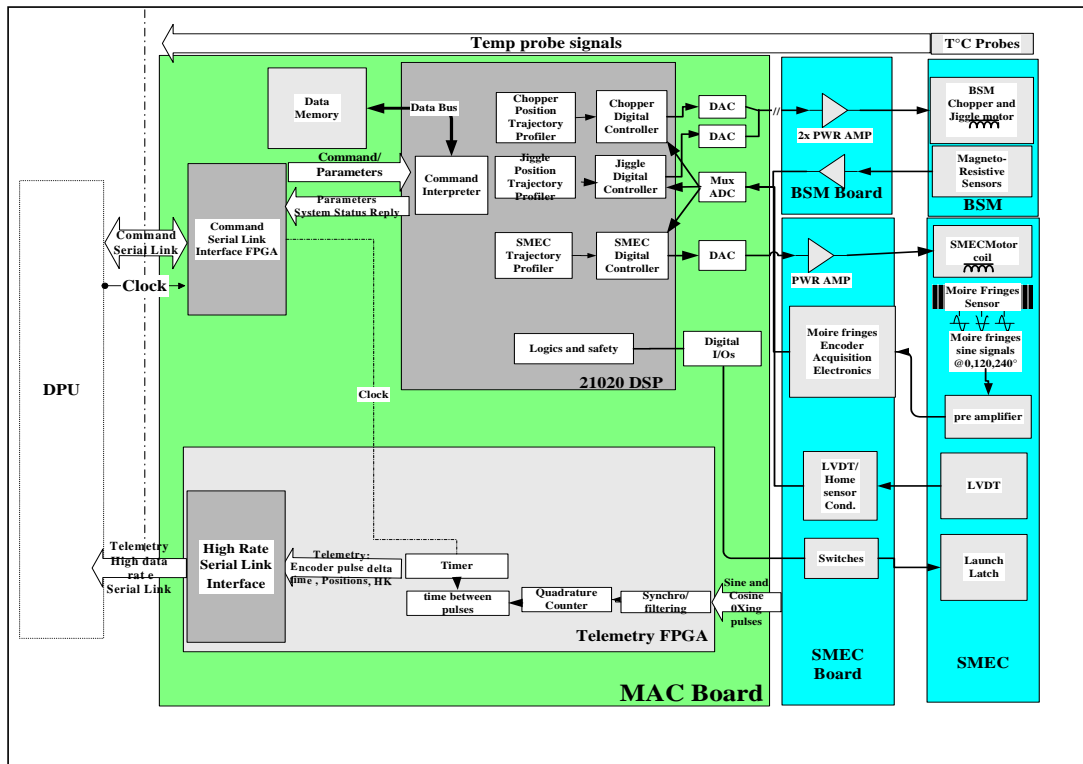 Temp probe signals
T°C Probes
Data
Memory
Data Bus
Chopper
Position
Trajectory
Profiler
Chopper
Digital
Controller
DAC
DAC
//
2x PWR AMP
BSM
Chopper and
Jiggle motor
Command/
Parameters
Command
Interpreter
Jiggle
Position
Trajectory
Profiler
Jiggle
Digital
Controller
Mux
ADC
BSM Board
Magneto-
Resistive
Sensors
BSM
Parameters
System Status Reply
Command
Serial Link
Command
Serial Link
Interface FPGA
Clock
SMEC
Trajectory
Profiler
SMEC
Digital
Controller
DAC
PWR AMP
SMECMotor
coil
Moire Fringes
Sensor
Moire fringes
sine signals
@0,120,240°
Logics and safety
Digital
I/Os
21020 DSP
Moire fringes
Encoder
Acquisition
Electronics
pre amplifier
DPU
Clock
LVDT/
Home
sensor
Cond.
LVDT
Switches
Launch
Latch
Telemetry
High data
rat e
Serial Link
High Rate
Serial Link
Interface
Telemetry:
Encoder pulse delta
time , Positions, HK
Timer
time between
pulses
Quadrature
Counter
Synchro/
filtering
Sine and
Cosine
0Xing
pulses
Telemetry FPGA
SMEC
Board
SMEC
MAC Board